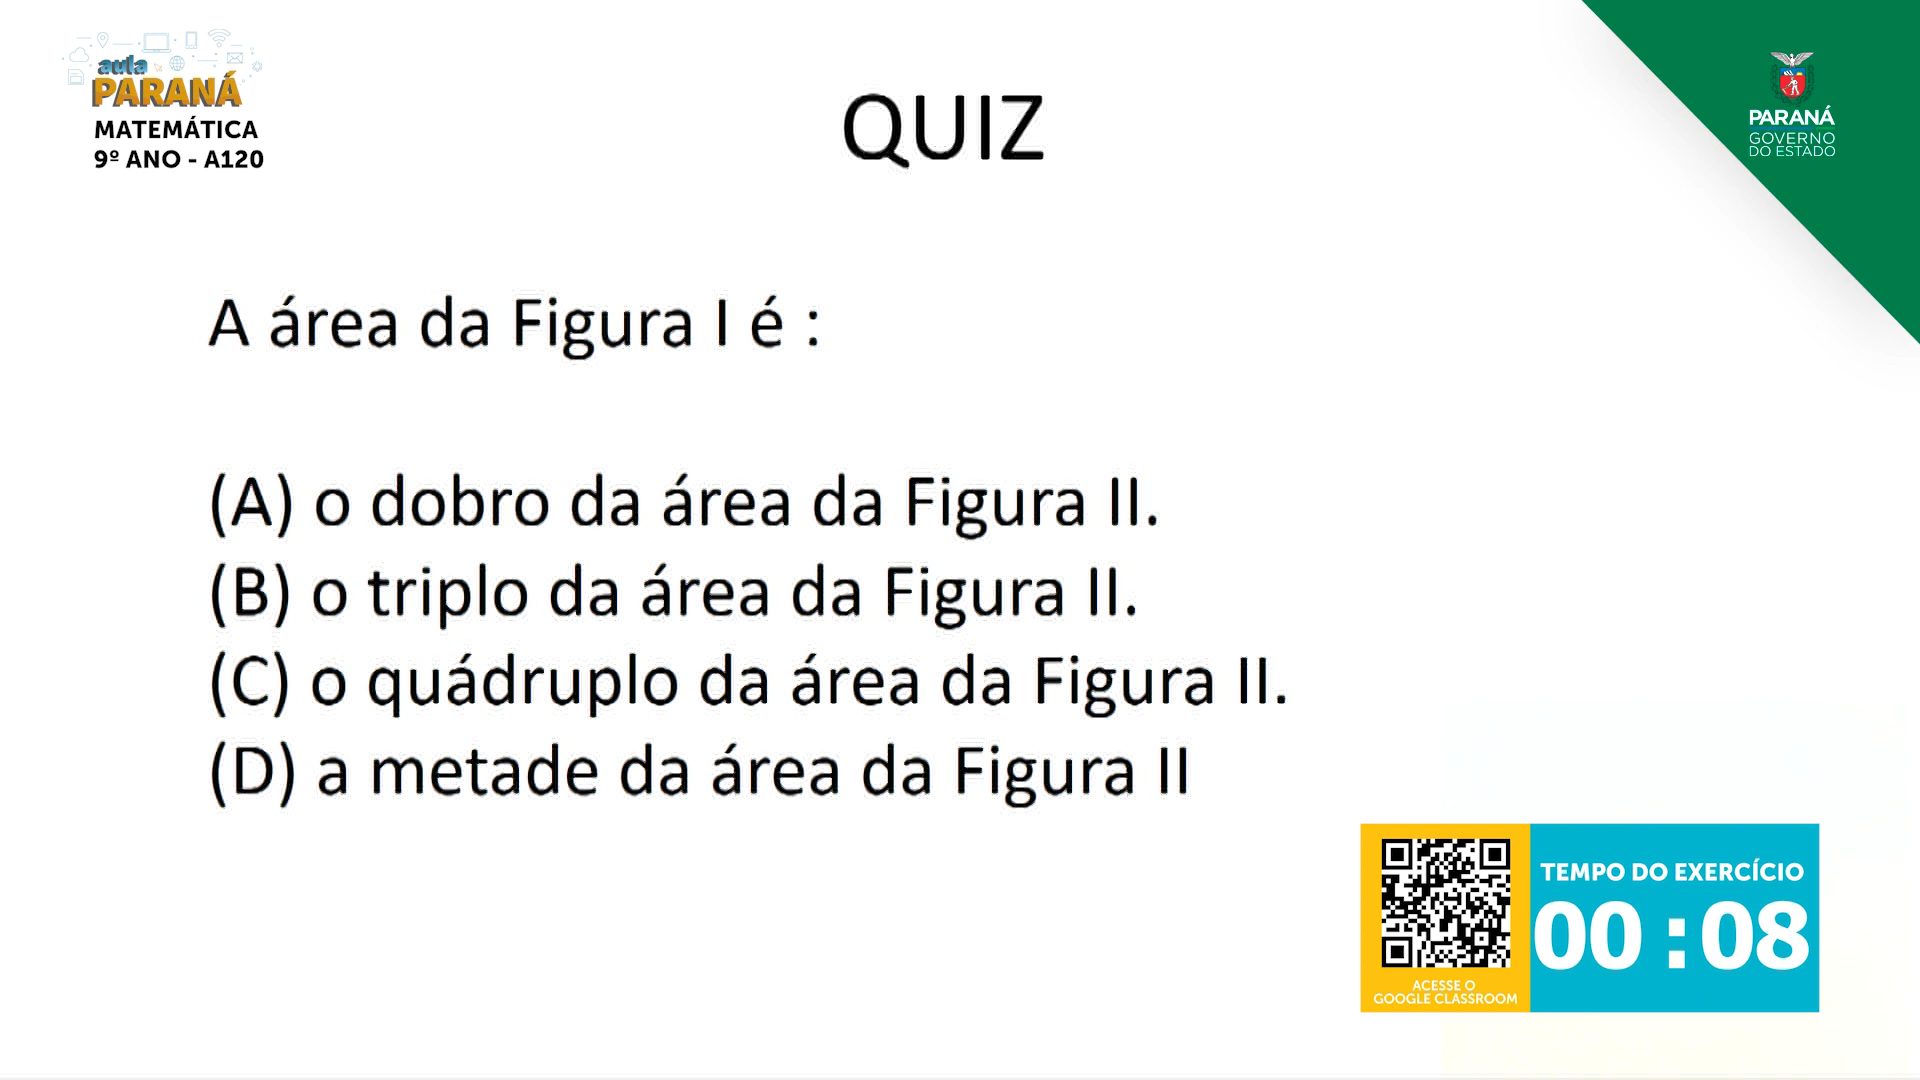 aula
PARANÁ
MATEMÁTICA
9º ANO - A120
QUIZ
PARANÁ
GOVERNO
DO ESTADO
A área da Figura I é :
(A) o dobro da área da Figura II.
(B) o triplo da área da Figura II.
(C) o quádruplo da área da Figura II.
(D) a metade da área da Figura II
TEMPO DO EXERCÍCIO
00 : 08
ACESSE O
GOOGLE CLASSROOM